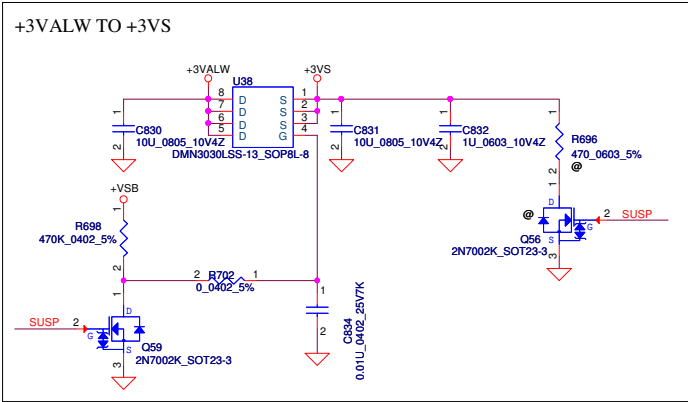 +3VALW TO +3VS
+3VALW
+3VS
U38
8 D S 1
7 D S 2
6 D S 3
5 D G 4
DMN3030LSS-13_SOP8L-8
1
C830
10U_0805_10V4Z
2
1
C831
10U_0805_10V4Z
2
1
C832
1U_0603_10V4Z
2
1
R696
470_0603_5%
2
@
+VSB
1
R698
470K_0402_5%
2
2 R702 1
0_0402_5%
1
C834
0.01U_0402_25V7K
2
1
D
@
2 SUSP
G
S
Q56
2N7002K_SOT23-3
3
1
D
SUSP 2
G
S
Q59
2N7002K_SOT23-3
3